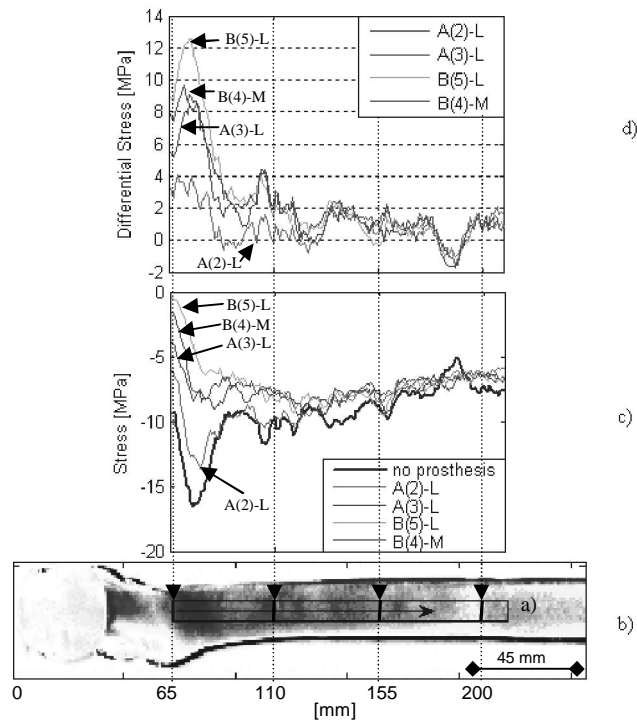 14
12
10
8
6
4
2
0
-2
Differential Stress [MPa]
B(5)-L
B(4)-M
A(3)-L
A(2)-L
A(2)-L
A(3)-L
B(5)-L
B(4)-M
d)
0
-5
-10
-15
-20
Stress [MPa]
B(5)-L
B(4)-M
A(3)-L
A(2)-L
no prosthesis
A(2)-L
A(3)-L
B(5)-L
B(4)-M
c)
a)
b)
45 mm
0 65 110 155 200
[mm]